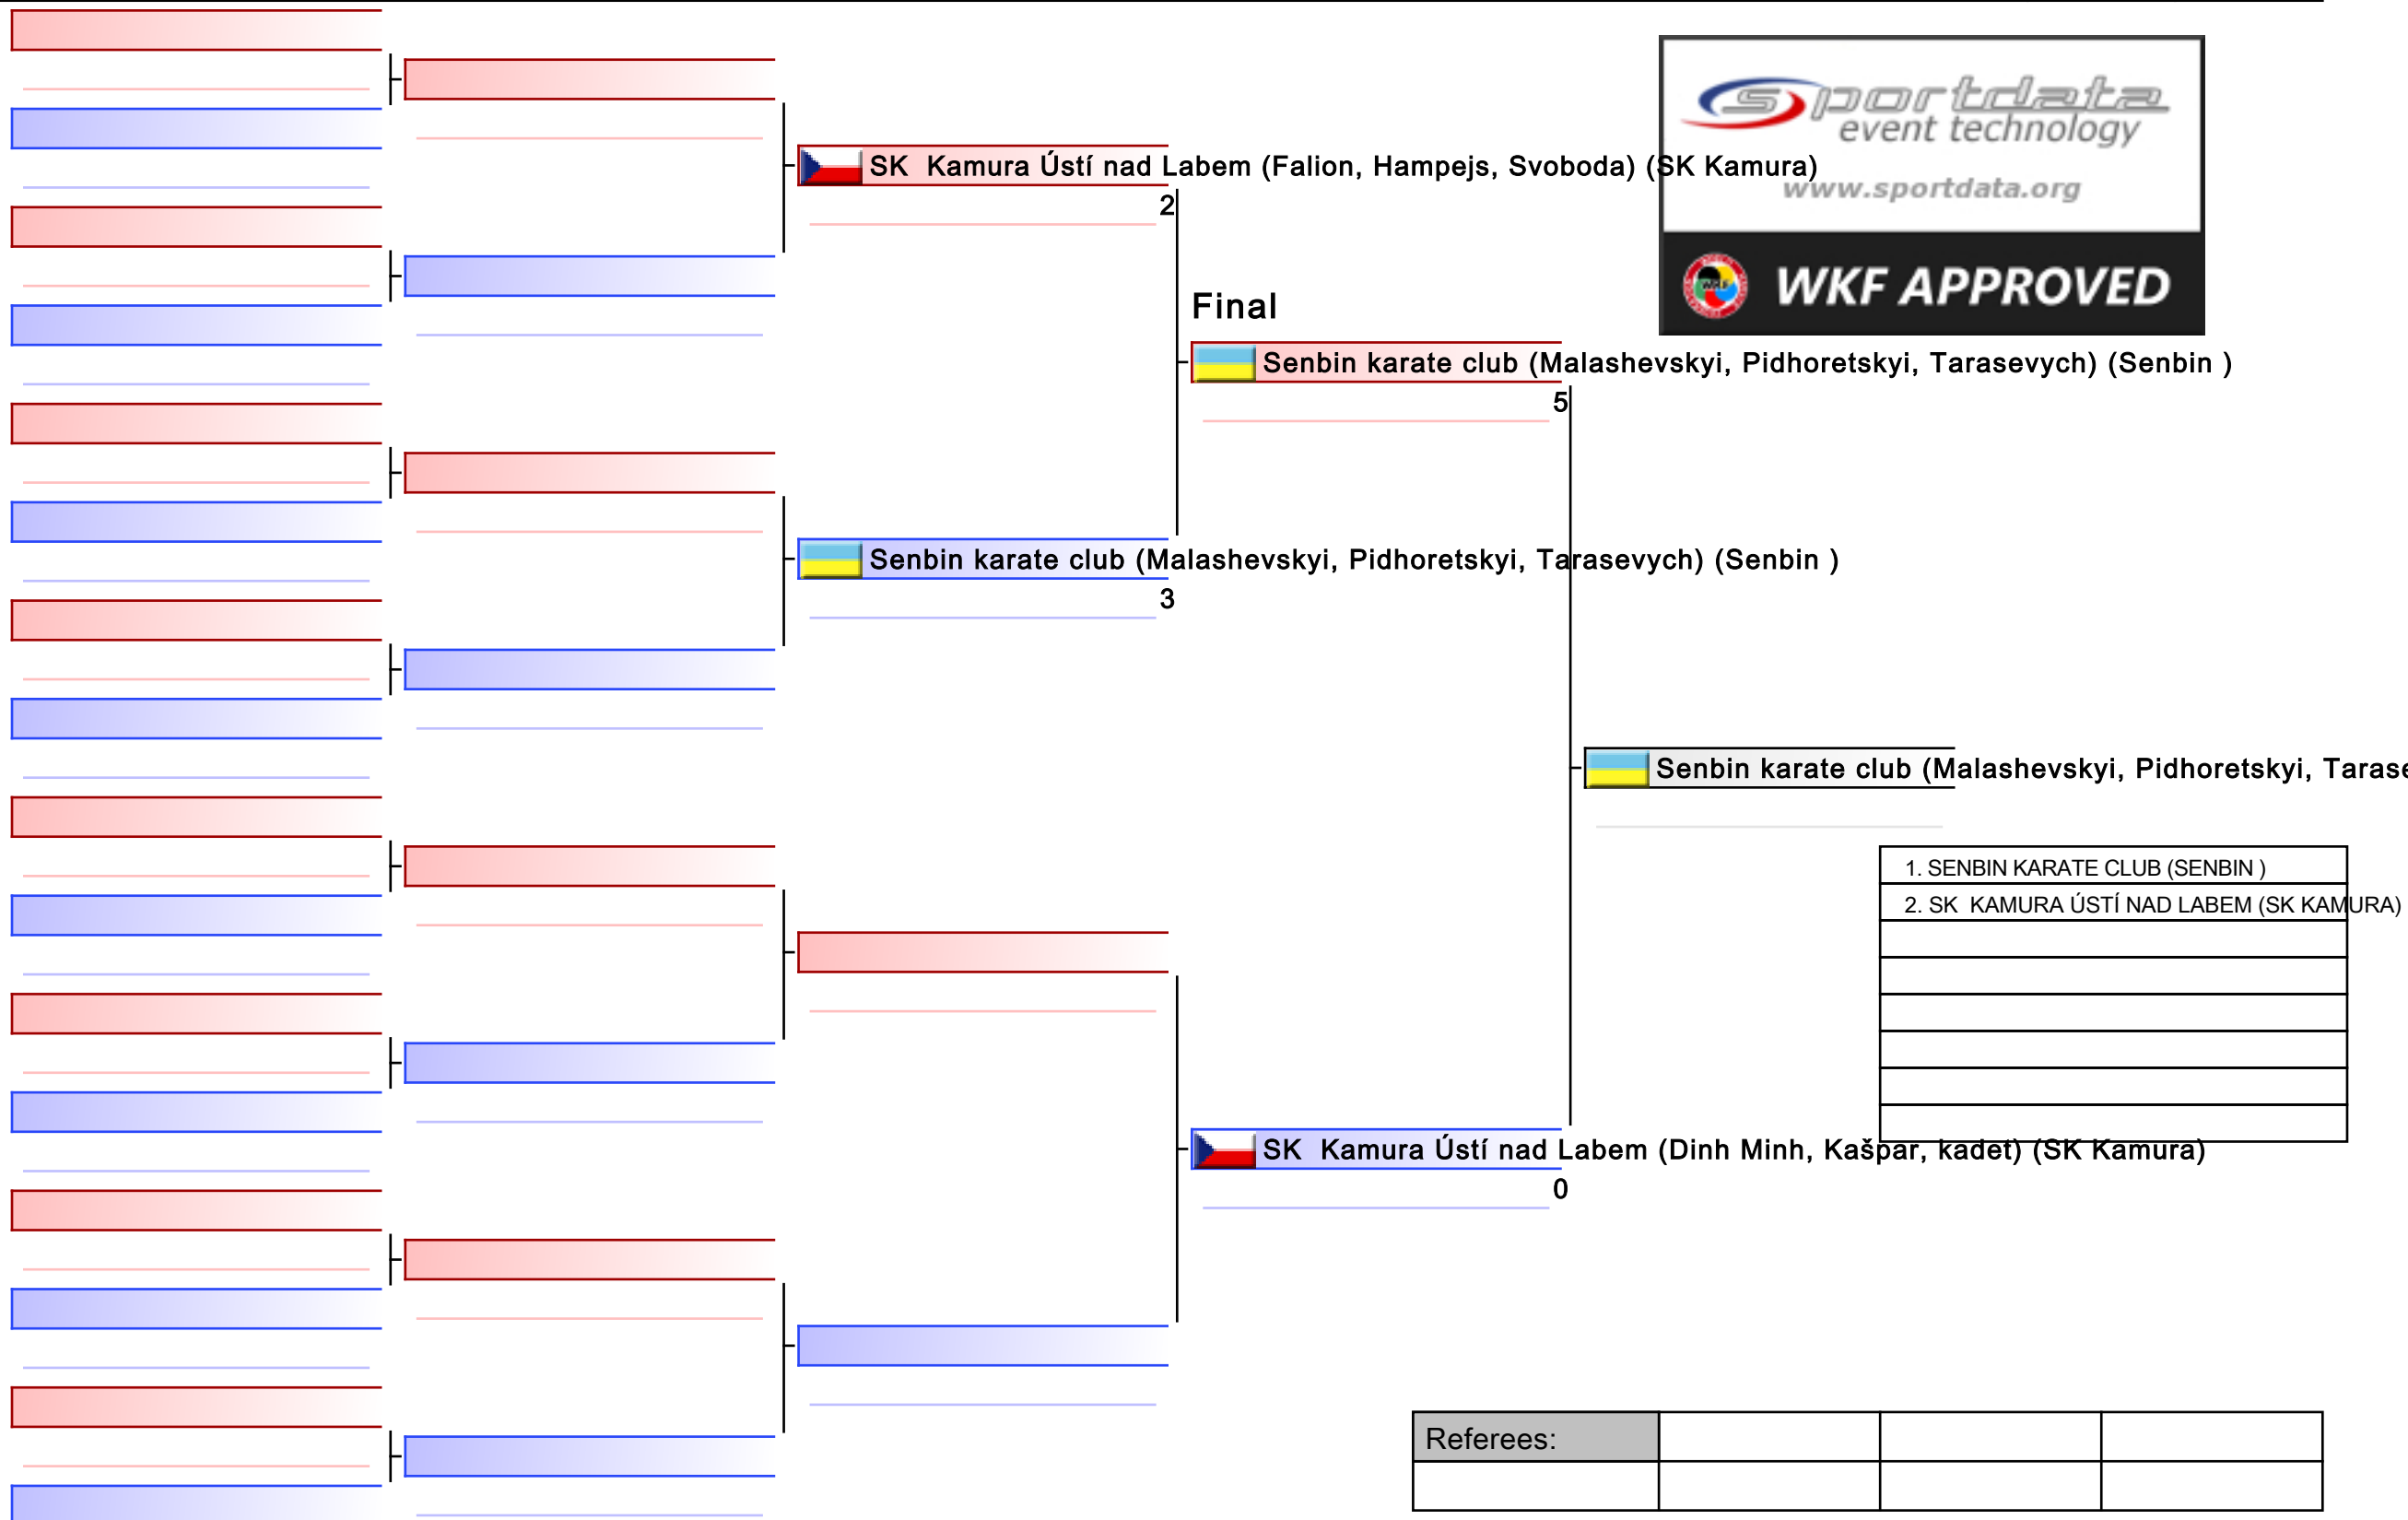 sportdata
event technology
www.sportdata.org
WKF
WKF APPROVED
SK  Kamura Ústí nad Labem (Falion, Hampejs, Svoboda) (SK Kamura)
2
Final
Senbin karate club (Malashevskyi, Pidhoretskyi, Tarasevych) (Senbin )
5
Senbin karate club (Malashevskyi, Pidhoretskyi, Tarasevych) (Senbin )
3
Senbin karate club (Malashevskyi, Pidhoretskyi, Tarase
1. SENBIN KARATE CLUB (SENBIN )
2. SK  KAMURA ÚSTÍ NAD LABEM (SK KAMURA)
SK  Kamura Ústí nad Labem (Dinh Minh, Kašpar, kadet) (SK Kamura)
0
Referees: